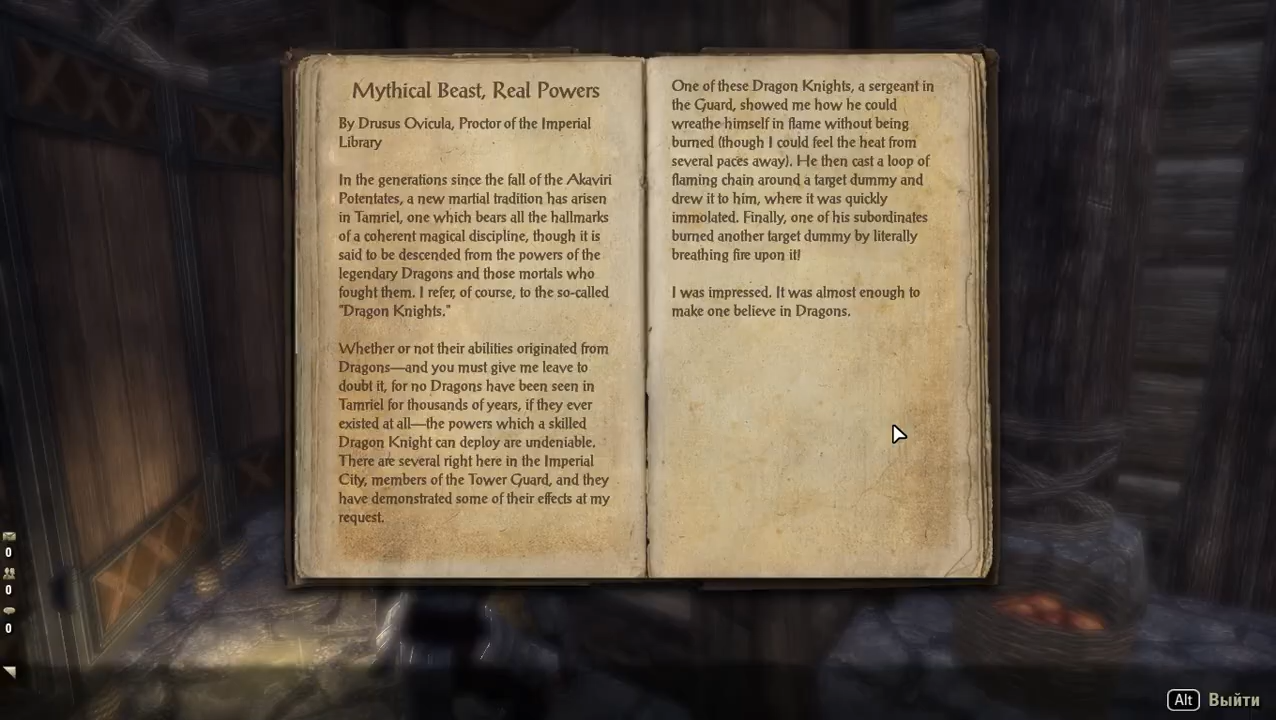 Mythical Beast, Real Powers
By Drusus Ovicula, Proctor of the Imperial
Library
In the generations since the fall of the Akaviri
Potentates, a new martial tradition has arisen
in Tamriel, one which bears all the hallmarks
of a coherent magical discipline, though it is
said to be descended from the powers of the
legendary Dragons and those mortals who
fought them. I refer, of course, to the so-called
"Dragon Knights."
Whether or not their abilities originated from
Dragons—and you must give me leave to
doubt it, for no Dragons have been seen in
Tamriel for thousands of years, if they ever
existed at all—the powers which a skilled
Dragon Knight can deploy are undeniable.
There are several right here in the Imperial
City, members of the Tower Guard, and they
have demonstrated some of their effects at my
request.
One of these Dragon Knights, a sergeant in
the Guard, showed me how he could
wreathe himself in flame without being
burned (though I could feel the heat from
several paces away). He then cast a loop of
flaming chain around a target dummy and
drew it to him, where it was quickly
immolated. Finally, one of his subordinates
burned another target dummy by literally
breathing fire upon it!
I was impressed. It was almost enough to
make one believe in Dragons.
0
0
0
Alt Выйти